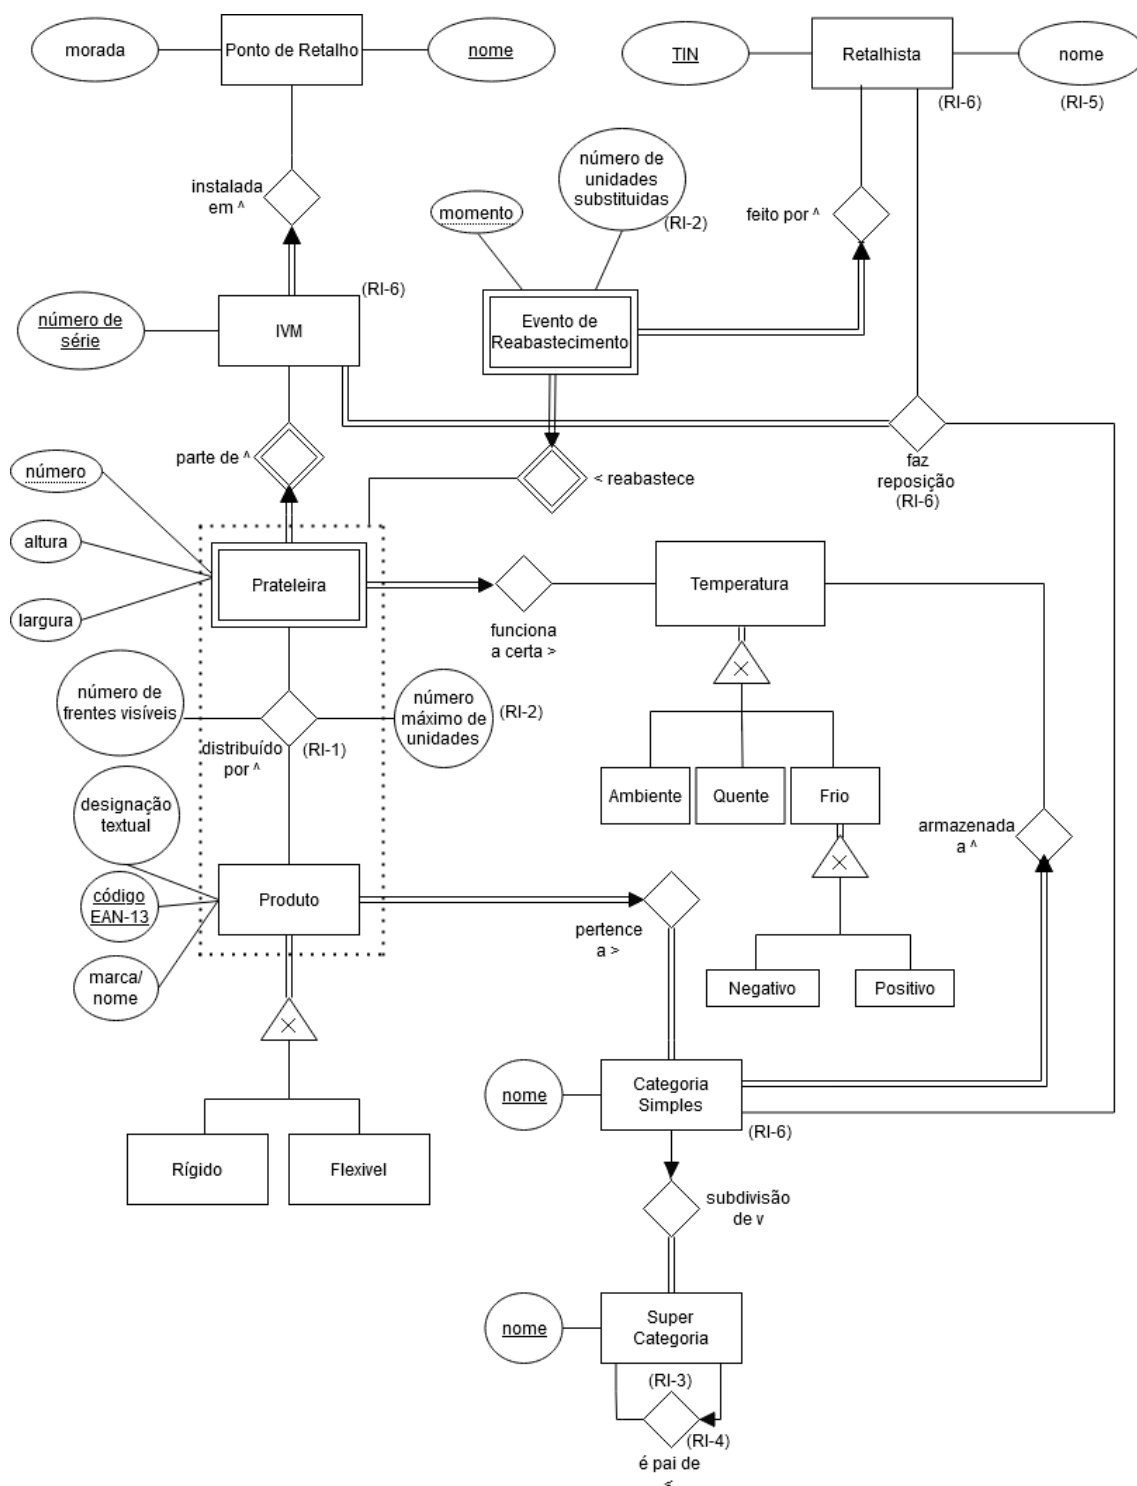 morada
Ponto de Retalho
nome
TIN
Retalhista
nome
(RI-6)
(RI-5)
número de
unidades
substituidas
(RI-2)
momento
instalada
em ^
feito por ^
(RI-6)
número de
série
IVM
Evento de
Reabastecimento
parte de ^
< reabastece
faz
reposição
(RI-6)
número
altura
largura
Prateleira
Temperatura
funciona
a certa >
número de
frentes visíveis
número
máximo de
unidades
(RI-2)
distribuído
por ^
(RI-1)
Ambiente
Quente
Frio
armazenada
a ^
designação
textual
código
EAN-13
marca/
nome
Produto
pertence
a >
Negativo
Positivo
nome
Categoria
Simples
(RI-6)
Rígido
Flexivel
subdivisão
de v
nome
Super
Categoria
(RI-3)
(RI-4)
é pai de
<